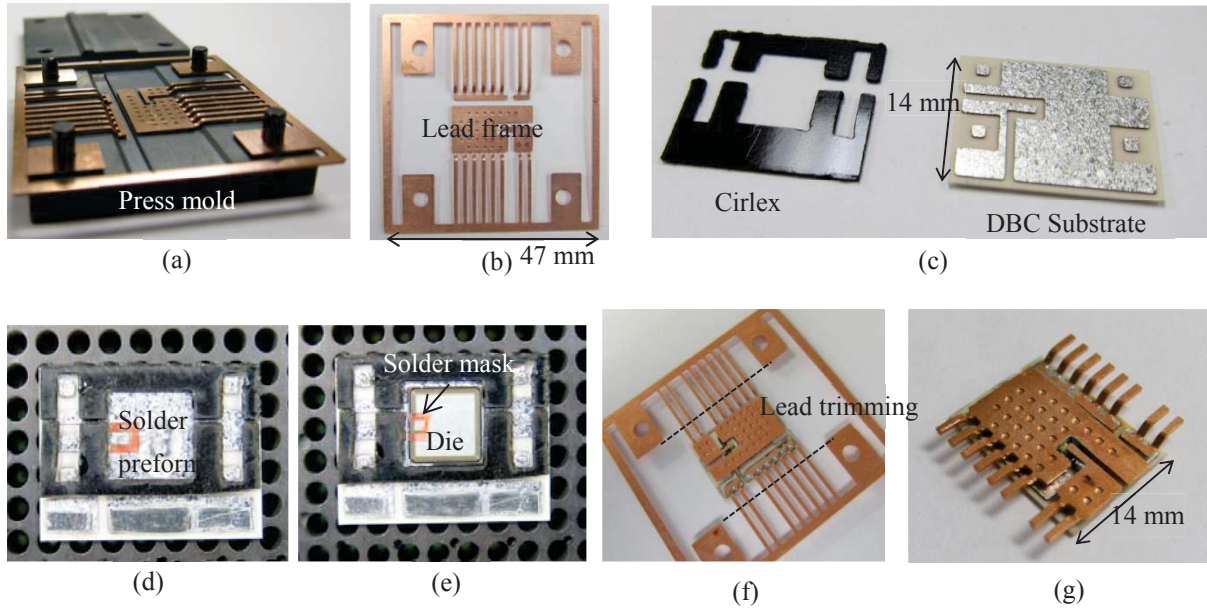 Press mold
(a)
Lead frame
47 mm
(b)
Cirlex
14 mm
DBC Substrate
(c)
Solder
preforn
(d)
Solder mask
Die
(e)
Lead trimming
(f)
14 mm
(g)